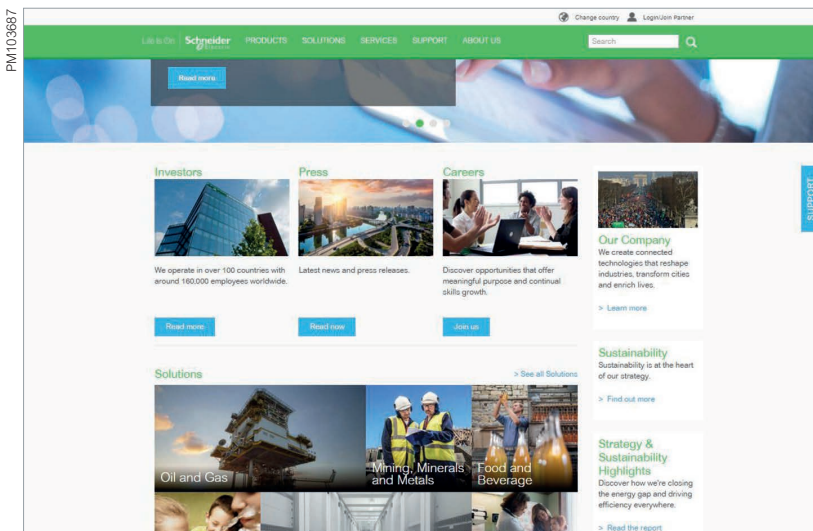 PM103687
Change country
Login/Join Partner
Life Is On
Schneider
Electric
PRODUCTS
SOLUTIONS
SERVICES
SUPPORT
ABOUT US
Search
Read more
Investors
We operate in over 100 countries with
around 160,000 employees worldwide.
Read more
Press
Latest news and press releases.
Read now
Careers
Discover opportunities that offer
meaningful purpose and continual
skills growth.
Join us
Our Company
We create connected
technologies that reshape
industries, transform cities
and enrich lives.
> Learn more
SUPPORT
Sustainability
Sustainability is at the heart
of our strategy.
> Find out more
Strategy &
Sustainability
Highlights
Discover how we're closing
the energy gap and driving
efficiency everywhere.
> Read the report
Solutions
> See all Solutions
Oil and Gas
Mining, Minerals
and Metals
Food and
Beverage